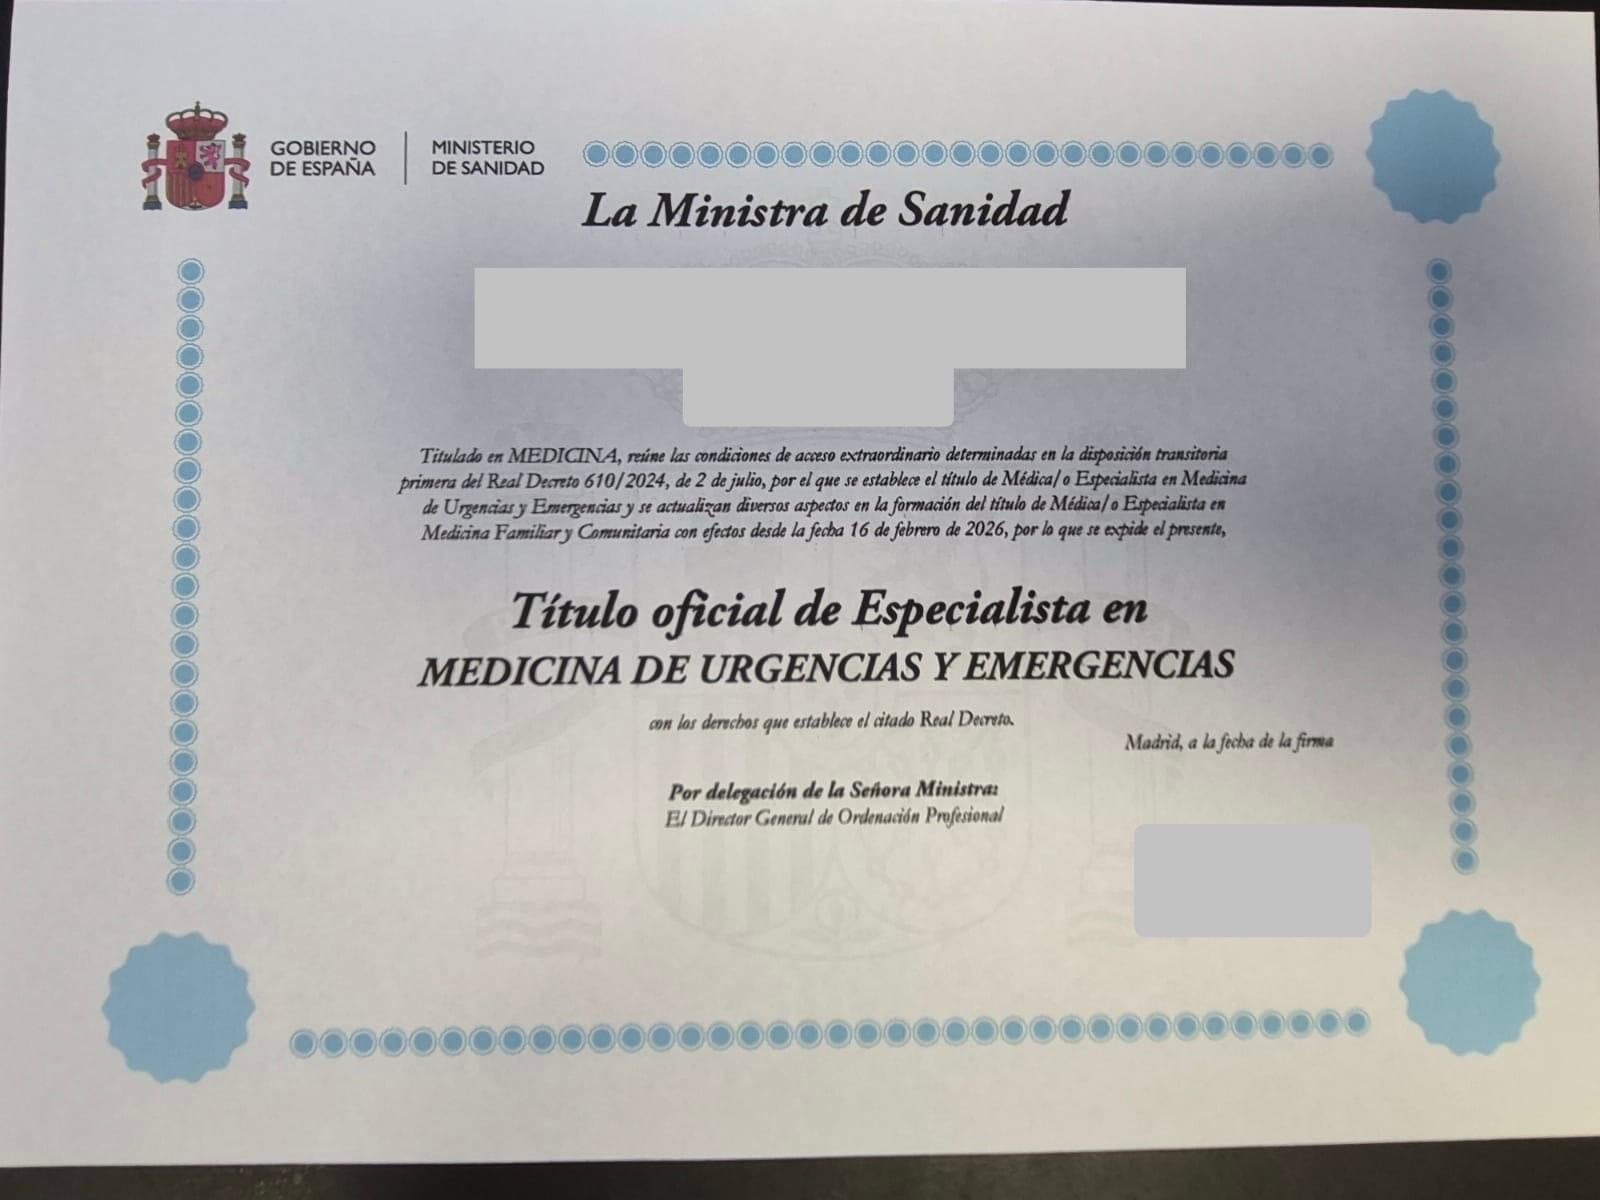 GOBIERNO
DE ESPAÑA
MINISTERIO
DE SANIDAD
La Ministra de Sanidad
Titulado en MEDICINA, reúne las condiciones de acceso extraordinario determinadas en la disposición transitoria
primera del Real Decreto 610/2024, de 2 de julio, por el que se establece el título de Médica/o Especialista en Medicina
de Urgencias y Emergencias y se actualizan diversos aspectos en la formación del título de Médica/o Especialista en
Medicina Familiar y Comunitaria con efectos desde la fecha 16 de febrero de 2026, por lo que se expide el presente,
Título oficial de Especialista en
MEDICINA DE URGENCIAS Y EMERGENCIAS
con los derechos que establece el citado Real Decreto.
Madrid, a la fecha de la firma
Por delegación de la Señora Ministra:
El Director General de Ordenación Profesional